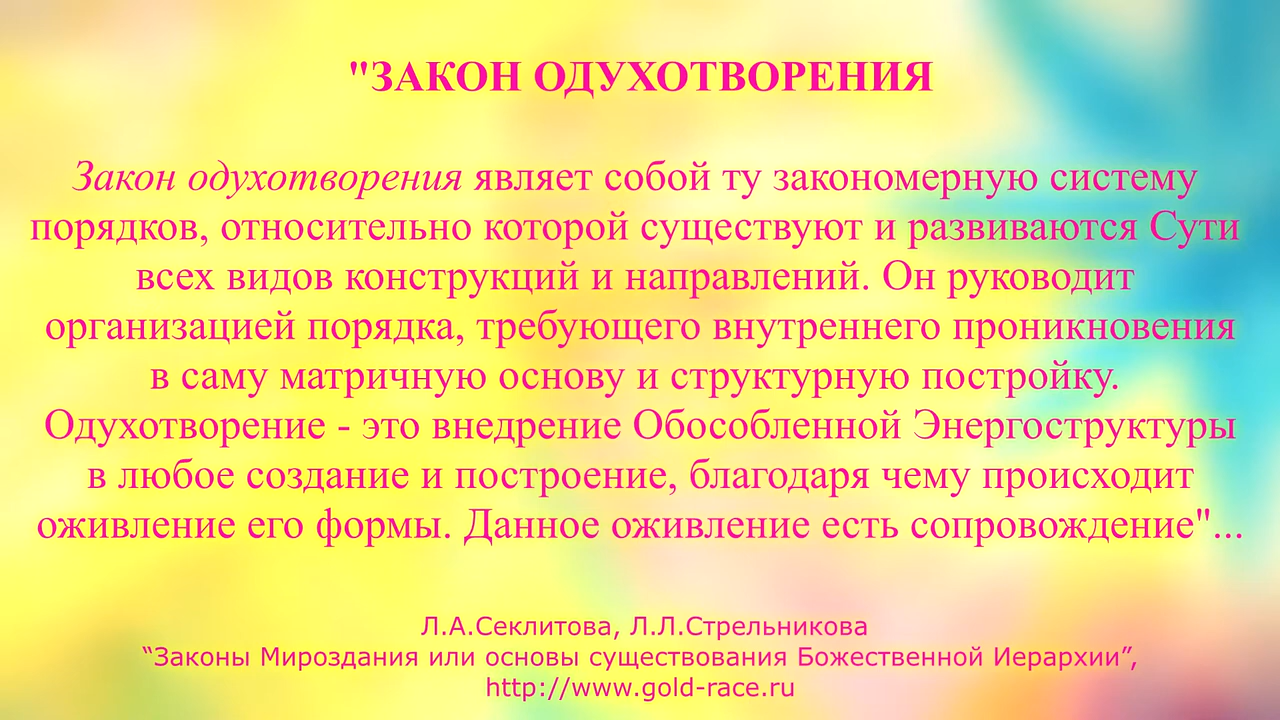 "ЗАКОН ОДУХОТВОРЕНИЯ
Закон одухотворения являет собой ту закономерную систему
порядков, относительно которой существуют и развиваются Сути
всех видов конструкций и направлений. Он руководит
организацией порядка, требующего внутреннего проникновения
в саму матричную основу и структурную постройку.
Одухотворение - это внедрение Обособленной Энергоструктуры
в любое создание и построение, благодаря чему происходит
оживление его формы. Данное оживление есть сопровождение"...
Л.А.Секлитова, Л.Л.Стрельникова
“Законы Мироздания или основы существования Божественной Иерархии”,
http://www.gold-race.ru